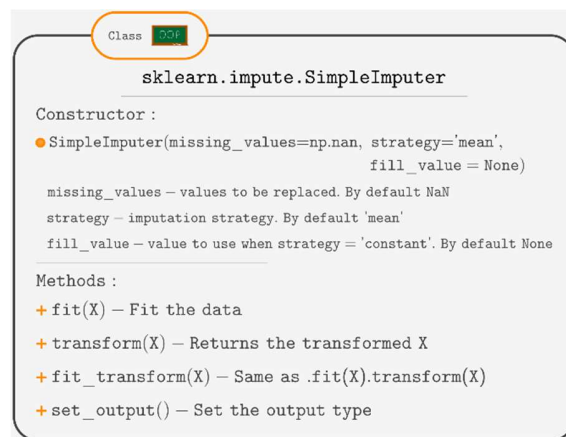 Class OOP
sklearn.impute.SimpleImputer
Constructor :
SimpleImputer(missing_values=np.nan, strategy='mean',
fill_value = None)
missing_values – values to be replaced. By default NaN
strategy – imputation strategy. By default 'mean'
fill_value – value to use when strategy = 'constant'. By default None
Methods :
+ fit(X) – Fit the data
+ transform(X) – Returns the transformed X
+ fit_transform(X) – Same as .fit(X).transform(X)
+ set_output() – Set the output type